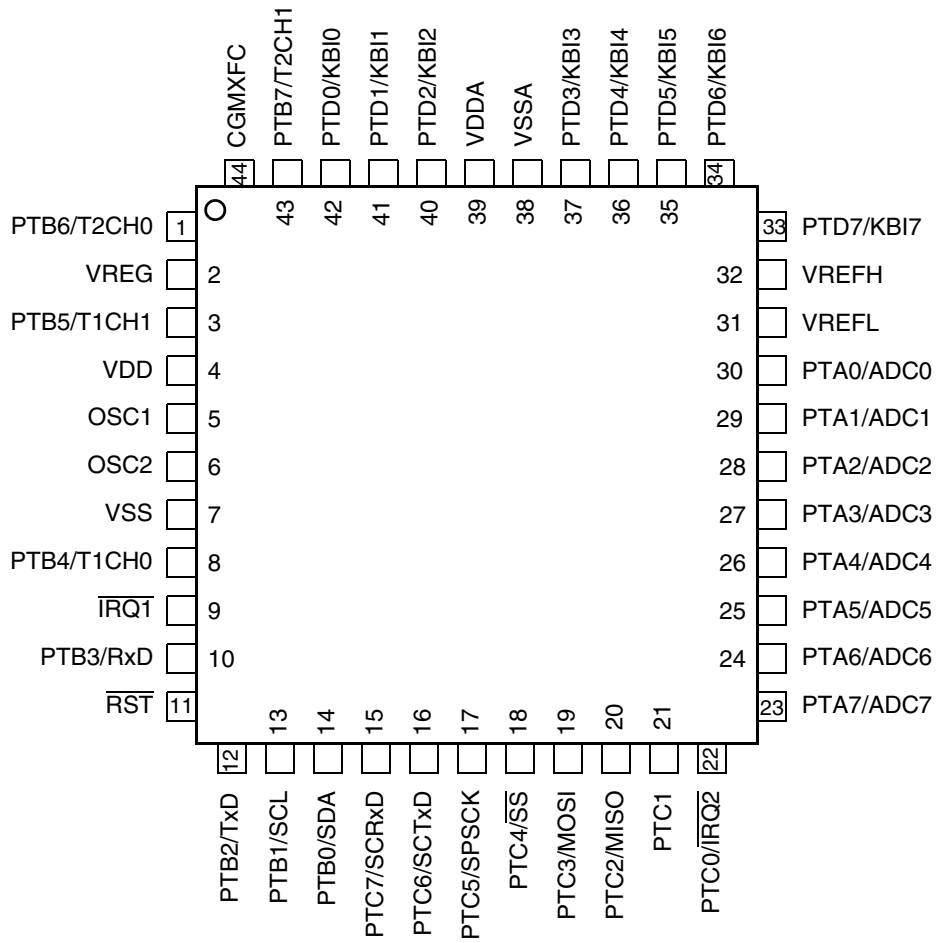 CGMXFC
PTB7/T2CH1
PTD0/KBI0
PTD1/KBI1
PTD2/KBI2
VDDA
VSSA
PTD3/KBI3
PTD4/KBI4
PTD5/KBI5
PTD6/KBI6
44
43
42
41
40
39
38
37
36
35
34
PTB6/T2CH0 1
VREG 2
PTB5/T1CH1 3
VDD 4
OSC1 5
OSC2 6
VSS 7
PTB4/T1CH0 8
I̅R̅Q̅1̅ 9
PTB3/RxD 10
R̅S̅T̅ 11
33 PTD7/KBI7
32 VREFH
31 VREFL
30 PTA0/ADC0
29 PTA1/ADC1
28 PTA2/ADC2
27 PTA3/ADC3
26 PTA4/ADC4
25 PTA5/ADC5
24 PTA6/ADC6
23 PTA7/ADC7
12
13
14
15
16
17
18
19
20
21
22
PTB2/TxD
PTB1/SCL
PTB0/SDA
PTC7/SCRxD
PTC6/SCTxD
PTC5/SPSCK
PTC4/S̅S̅
PTC3/MOSI
PTC2/MISO
PTC1
PTC0/I̅R̅Q̅2̅